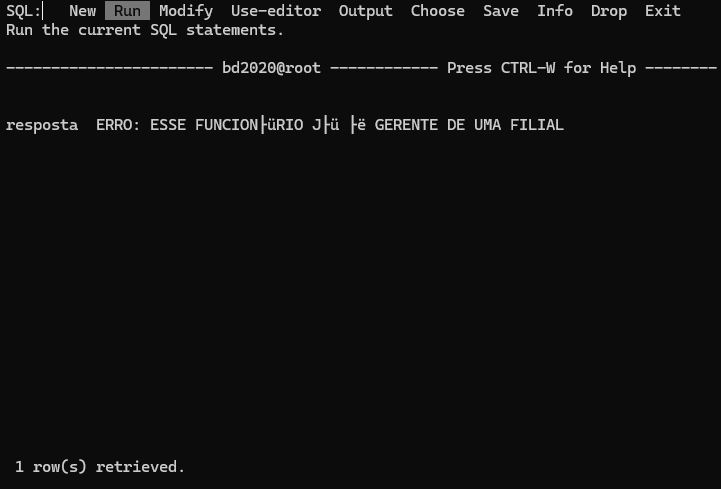 SQL:   New  Run  Modify  Use-editor  Output  Choose  Save  Info  Drop  Exit
Run the current SQL statements.
----------------------- bd2020@root ------------ Press CTRL-W for Help --------
resposta  ERRO: ESSE FUNCION├üRIO J├ü ├ë GERENTE DE UMA FILIAL
1 row(s) retrieved.